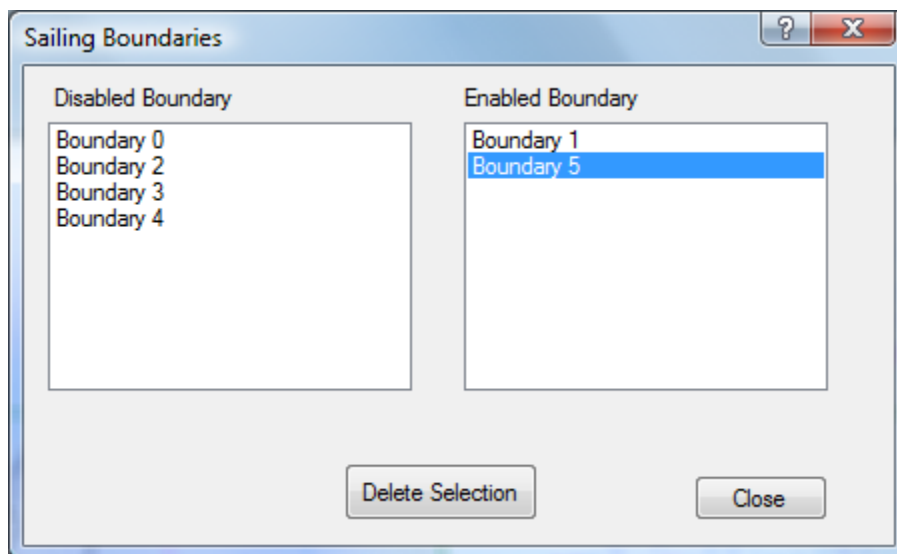 Sailing Boundaries
?
X
Disabled Boundary
Boundary 0
Boundary 2
Boundary 3
Boundary 4
Enabled Boundary
Boundary 1
Boundary 5
Delete Selection
Close